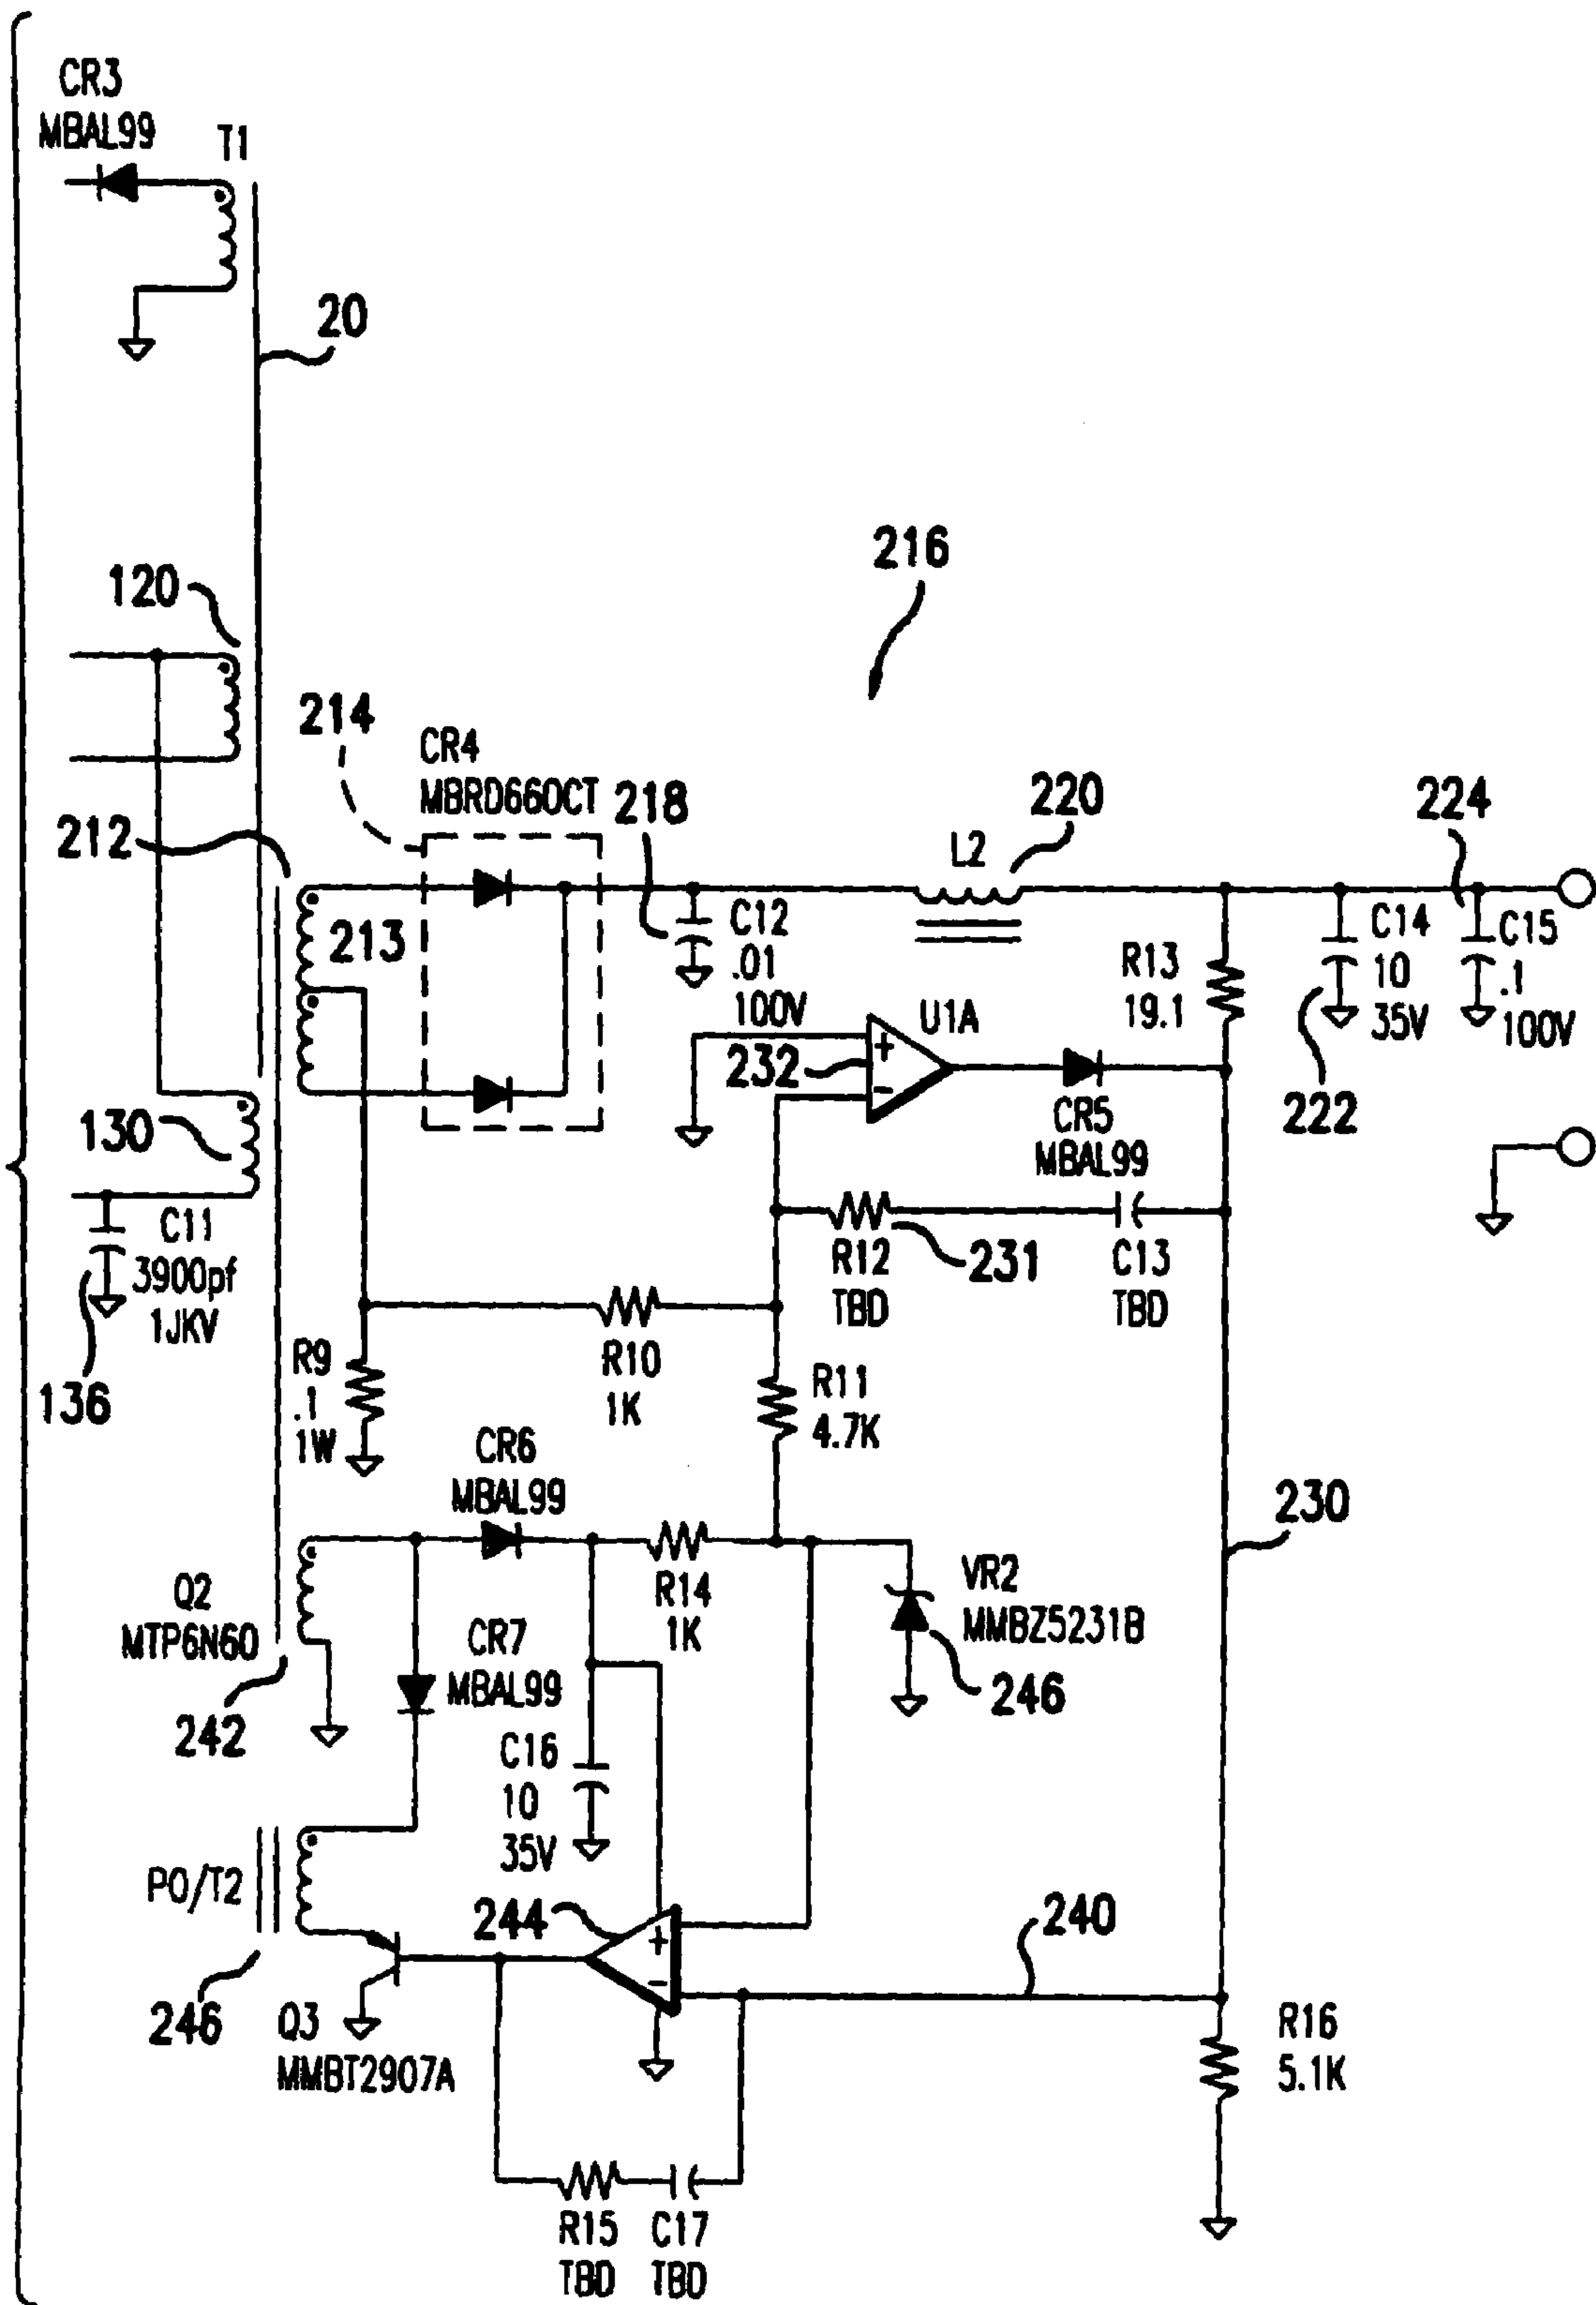 CR3
MBAL99
T1
20
120
216
214
CR4
MBRD660CT
218
220
224
212
L2
213
C12
.01
100V
R13
19.1
C14
10
35V
C15
.1
100V
U1A
+
−
232
222
130
CR5
MBAL99
C11
3900pf
1JKV
R12
TBD
231
C13
TBD
136
R9
.1
1W
R10
1K
R11
4.7K
CR6
MBAL99
230
Q2
MTP6N60
R14
1K
VR2
MMBZ5231B
CR7
MBAL99
246
242
C16
10
35V
PO/T2
244
+
−
240
246
Q3
MMBT2907A
R16
5.1K
R15
TBD
C17
TBD